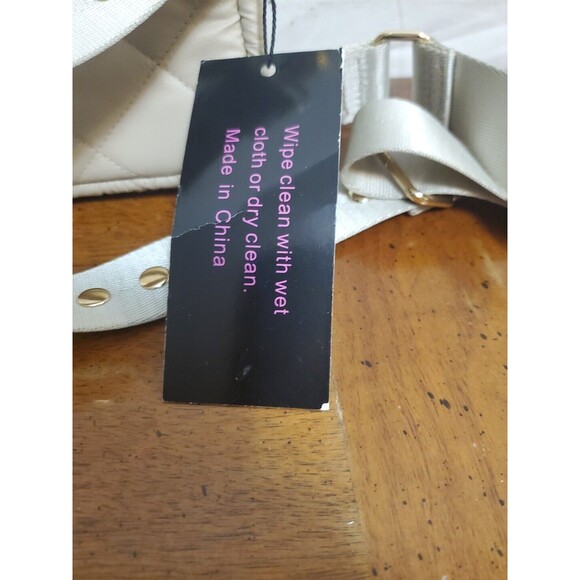 Wipe clean with wet
cloth or dry clean.
Made in China